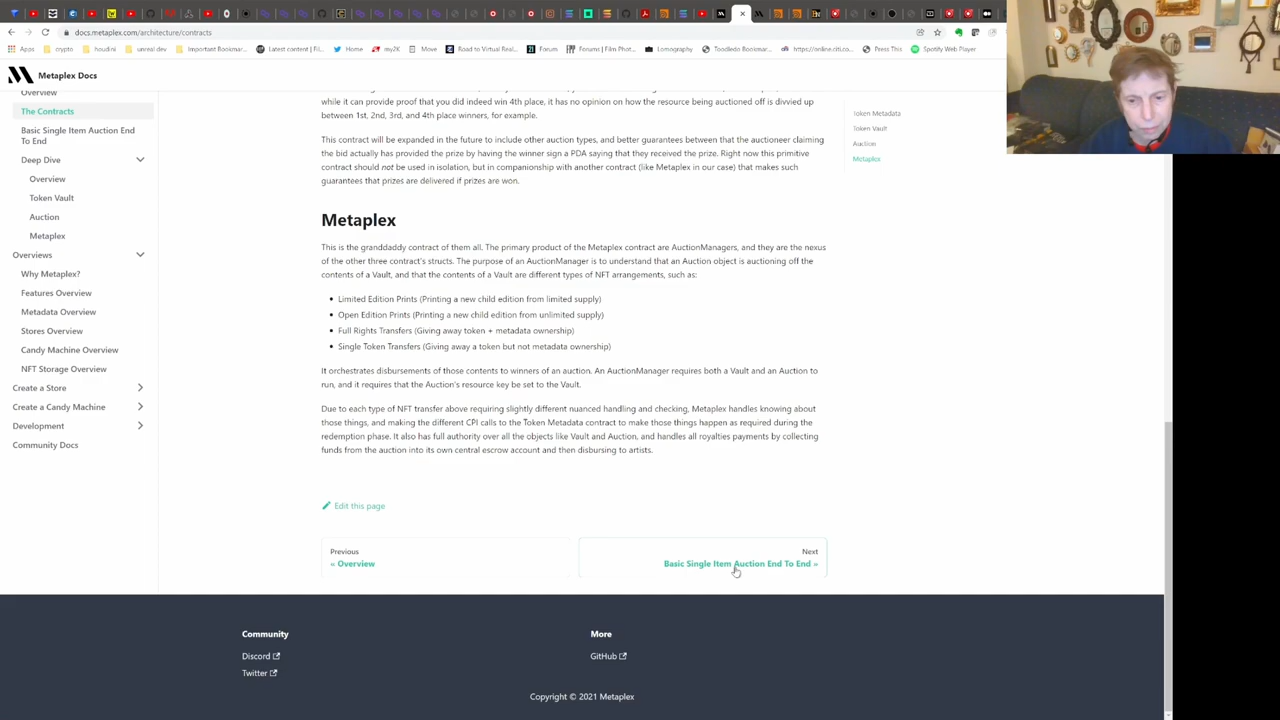 docs.metaplex.com/architecture/contracts
Apps
crypto
houdini
unreal dev
Important Bookmar...
Latest content | Fil...
Home
my2K
Move
Road to Virtual Real...
Forum
Forums | Film Phot...
Lomography
Toodledo Bookmar...
https://online.citi.co...
Press This
Spotify Web Player
Metaplex Docs
Overview
The Contracts
Basic Single Item Auction End
To End
Deep Dive
Overview
Token Vault
Auction
Metaplex
Overviews
Why Metaplex?
Features Overview
Metadata Overview
Stores Overview
Candy Machine Overview
NFT Storage Overview
Create a Store
Create a Candy Machine
Development
Community Docs
while it can provide proof that you did indeed win 4th place, it has no opinion on how the resource being auctioned off is divvied up
between 1st, 2nd, 3rd, and 4th place winners, for example.
This contract will be expanded in the future to include other auction types, and better guarantees between that the auctioneer claiming
the bid actually has provided the prize by having the winner sign a PDA saying that they received the prize. Right now this primitive
contract should not be used in isolation, but in companionship with another contract (like Metaplex in our case) that makes such
guarantees that prizes are delivered if prizes are won.
Metaplex
This is the granddaddy contract of them all. The primary product of the Metaplex contract are AuctionManagers, and they are the nexus
of the other three contract's structs. The purpose of an AuctionManager is to understand that an Auction object is auctioning off the
contents of a Vault, and that the contents of a Vault are different types of NFT arrangements, such as:
• Limited Edition Prints (Printing a new child edition from limited supply)
• Open Edition Prints (Printing a new child edition from unlimited supply)
• Full Rights Transfers (Giving away token + metadata ownership)
• Single Token Transfers (Giving away a token but not metadata ownership)
It orchestrates disbursements of those contents to winners of an auction. An AuctionManager requires both a Vault and an Auction to
run, and it requires that the Auction's resource key be set to the Vault.
Due to each type of NFT transfer above requiring slightly different nuanced handling and checking, Metaplex handles knowing about
those things, and making the different CPI calls to the Token Metadata contract to make those things happen as required during the
redemption phase. It also has full authority over all the objects like Vault and Auction, and handles all royalties payments by collecting
funds from the auction into its own central escrow account and then disbursing to artists.
Edit this page
Previous
« Overview
Next
Basic Single Item Auction End To End »
Token Metadata
Token Vault
Auction
Metaplex
Community
Discord
Twitter
More
GitHub
Copyright © 2021 Metaplex